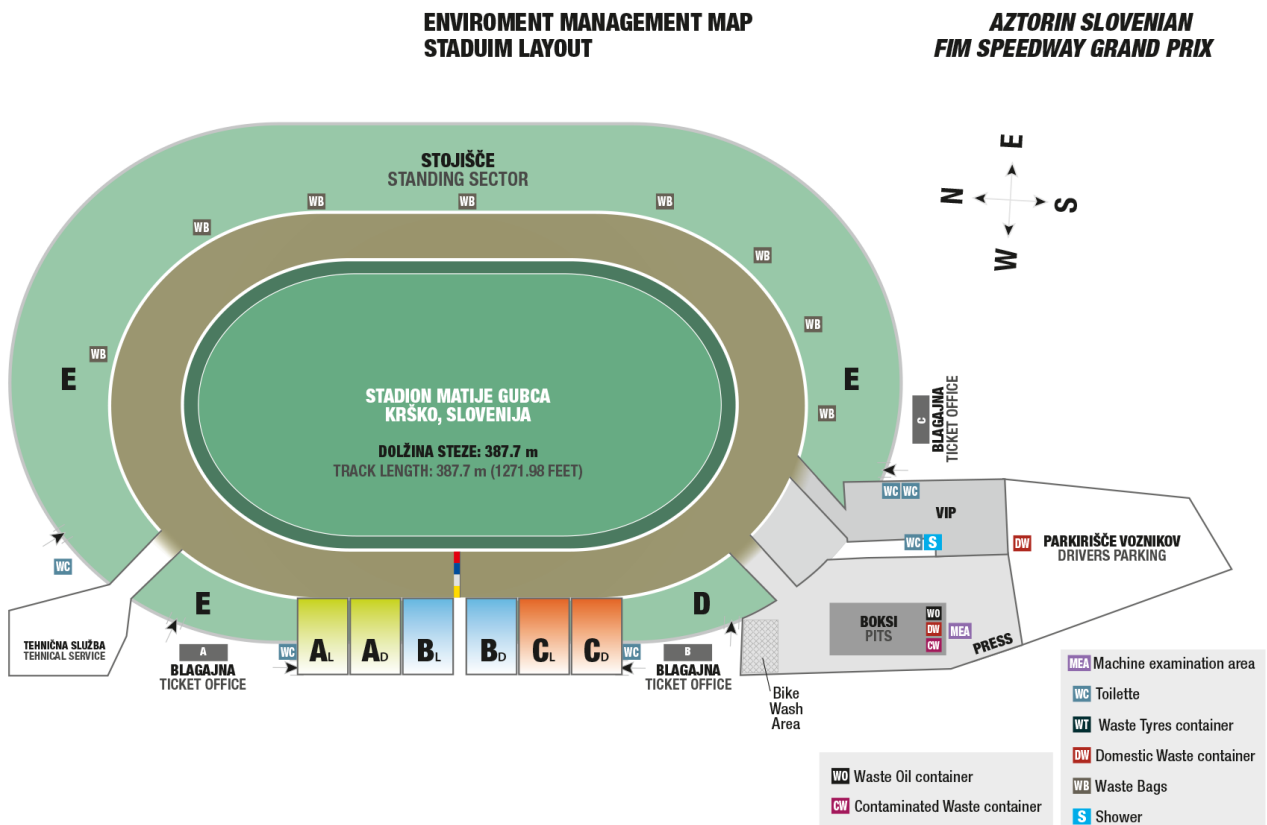 ENVIROMENT MANAGEMENT MAP
STADUIM LAYOUT
AZTORIN SLOVENIAN
FIM SPEEDWAY GRAND PRIX
E
N
S
W
STOJIŠČE
STANDING SECTOR
WB
WB
WB
WB
WB
WB
WB
WB
E
E
STADION MATIJE GUBCA
KRŠKO, SLOVENIJA
DOLŽINA STEZE: 387.7 m
TRACK LENGTH: 387.7 m (1271.98 FEET)
C
BLAGAJNA
TICKET OFFICE
WC WC
VIP
WC S
DW
PARKIRIŠČE VOZNIKOV
DRIVERS PARKING
WC
E
D
TEHNIČNA SLUŽBA
TEHNICAL SERVICE
A
BLAGAJNA
TICKET OFFICE
WC
AL
AD
BL
BD
CL
CD
WC
B
BLAGAJNA
TICKET OFFICE
BOKSI
PITS
WO
DW
CW
MEA
PRESS
Bike
Wash
Area
WO Waste Oil container
CW Contaminated Waste container
MEA Machine examination area
WC Toilette
WT Waste Tyres container
DW Domestic Waste container
WB Waste Bags
S Shower